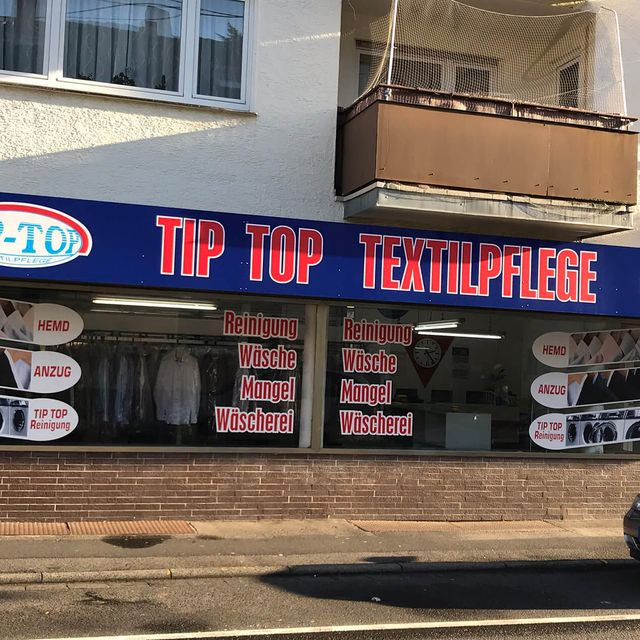 P-TOP
TILPFLEGE
TIP TOP TEXTILPFLEGE
HEMD
ANZUG
TIP TOP
Reinigung
Reinigung
Wäsche
Mangel
Wäscherei
Reinigung
Wäsche
Mangel
Wäscherei
HEMD
ANZUG
TIP TOP
Reinigung